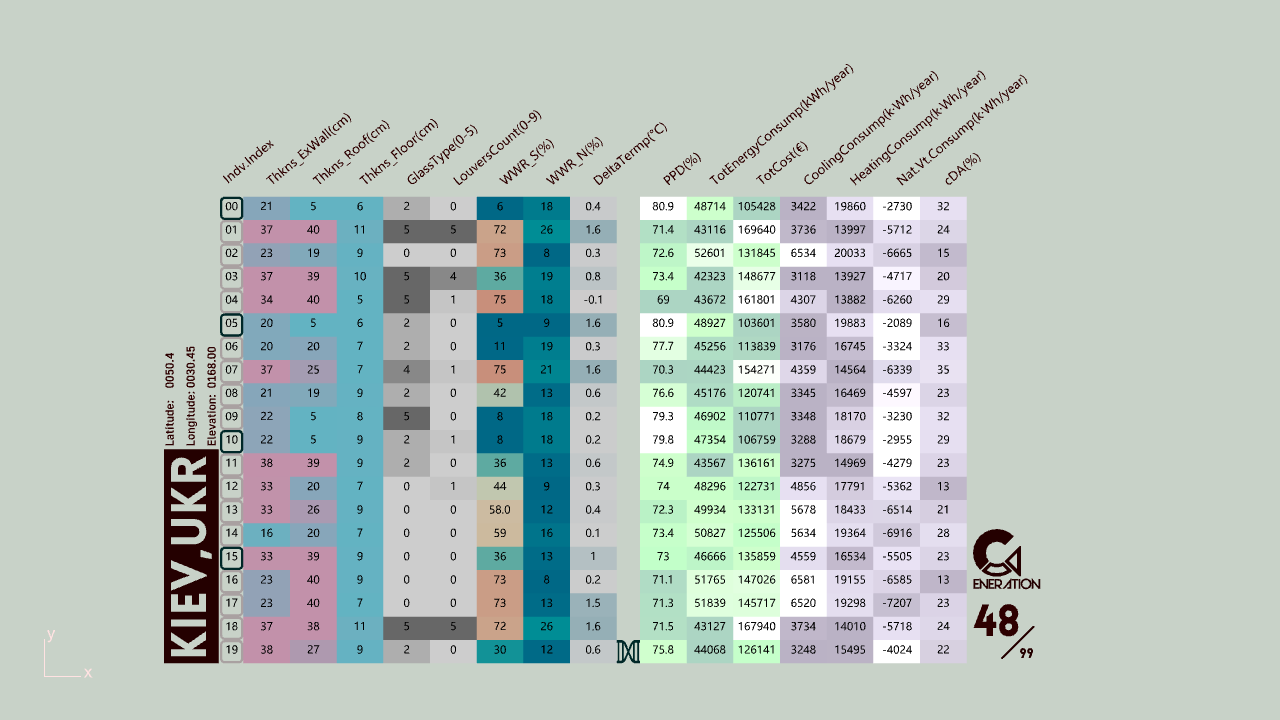 Indv.Index Thkns_ExWall(cm) Thkns_Roof(cm) Thkns_Floor(cm) GlassType(0-5) LouversCount(0-9) WWR_S(%) WWR_N(%) DeltaTermp(°C) PPD(%) TotEnergyConsump(kWh/year) TotCost(€) CoolingConsump(k·Wh/year) HeatingConsump(k·Wh/year) Nat.Vt.Consump(k·Wh/year) cDA(%)
00 21 5 6 2 0 6 18 0.4 80.9 48714 105428 3422 19860 -2730 32
01 37 40 11 5 5 72 26 1.6 71.4 43116 169640 3736 13997 -5712 24
02 23 19 9 0 0 73 8 0.3 72.6 52601 131845 6534 20033 -6665 15
03 37 39 10 5 4 36 19 0.8 73.4 42323 148677 3118 13927 -4717 20
04 34 40 5 5 1 75 18 -0.1 69 43672 161801 4307 13882 -6260 29
05 20 5 6 2 0 5 9 1.6 80.9 48927 103601 3580 19883 -2089 16
06 20 20 7 2 0 11 19 0.3 77.7 45256 113839 3176 16745 -3324 33
07 37 25 7 4 1 75 21 1.6 70.3 44423 154271 4359 14564 -6339 35
08 21 19 9 2 0 42 13 0.6 76.6 45176 120741 3345 16469 -4597 23
09 22 5 8 5 0 8 18 0.2 79.3 46902 110771 3348 18170 -3230 32
10 22 5 9 2 1 8 18 0.2 79.8 47354 106759 3288 18679 -2955 29
11 38 39 9 2 0 36 13 0.6 74.9 43567 136161 3275 14969 -4279 23
12 33 20 7 0 1 44 9 0.3 74 48296 122731 4856 17791 -5362 13
13 33 26 9 0 0 58.0 12 0.4 72.3 49934 133131 5678 18433 -6514 21
14 16 20 7 0 0 59 16 0.1 73.4 50827 125506 5634 19364 -6916 28
15 33 39 9 0 0 36 13 1 73 46666 135859 4559 16534 -5505 23
16 23 40 9 0 0 73 8 0.2 71.1 51765 147026 6581 19155 -6585 13
17 23 40 7 0 0 73 13 1.5 71.3 51839 145717 6520 19298 -7207 23
18 37 38 11 5 5 72 26 1.6 71.5 43127 167940 3734 14010 -5718 24
19 38 27 9 2 0 30 12 0.6 75.8 44068 126141 3248 15495 -4024 22
Latitude: 0050.4
Longitude: 0030.45
Elevation: 0168.00
KIEV,UKR
GENERATION
48/99
y
x